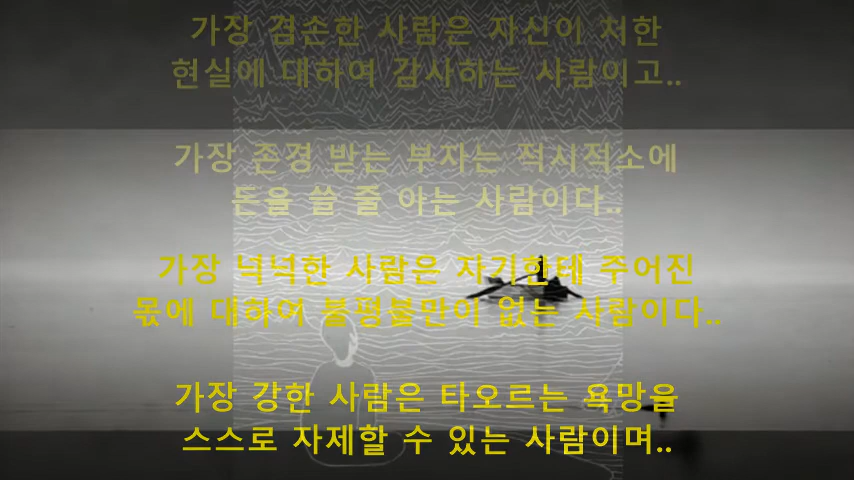 가장 겸손한 사람은 자신이 처한
현실에 대하여 감사하는 사람이고..
가장 존경 받는 부자는 적시적소에
돈을 쓸 줄 아는 사람이다..
가장 넉넉한 사람은 자기한테 주어진
몫에 대하여 불평불만이 없는 사람이다..
가장 강한 사람은 타오르는 욕망을
스스로 자제할 수 있는 사람이며..